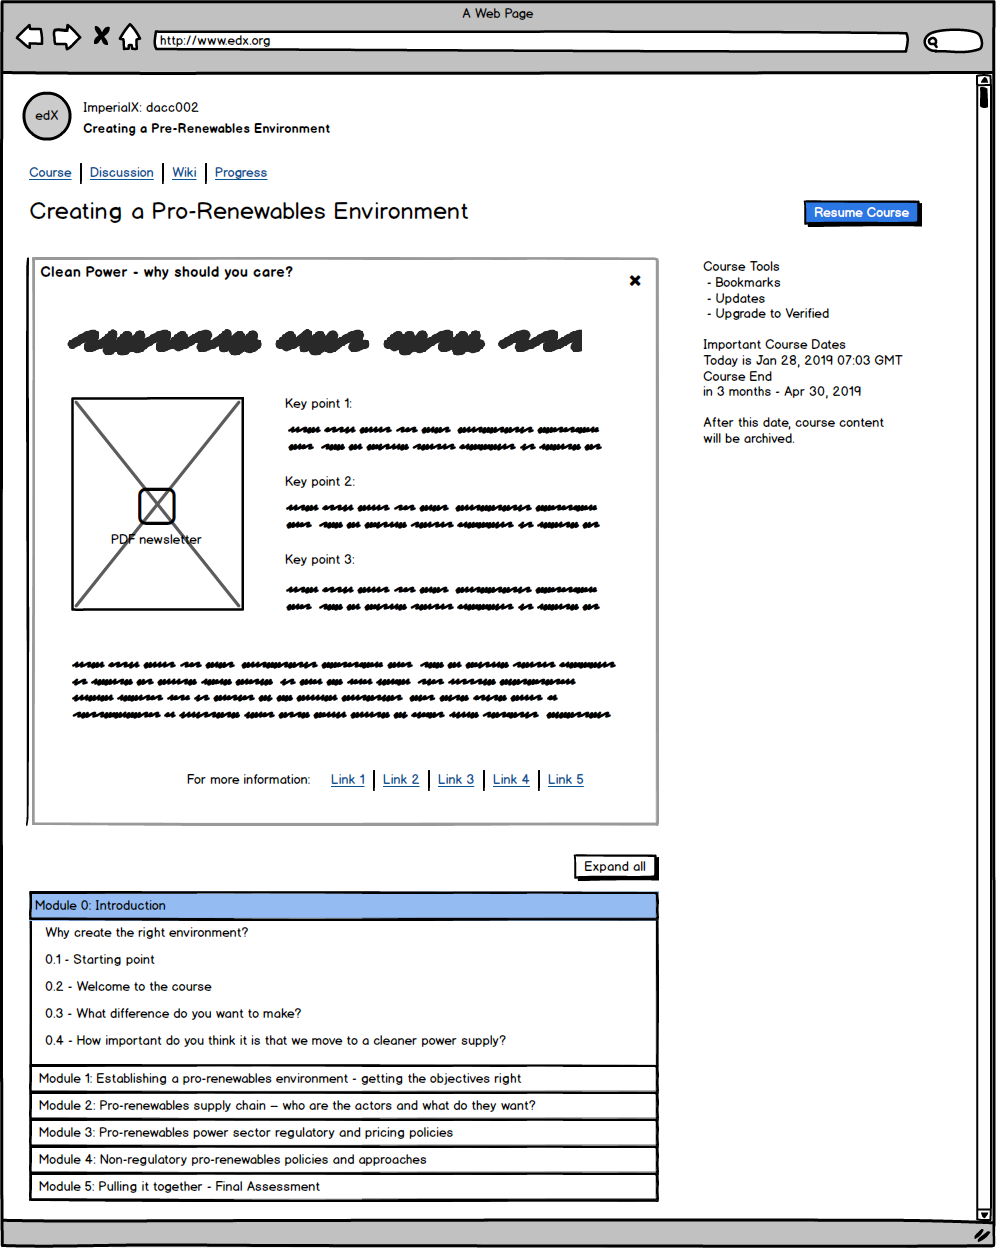 A Web Page
http://www.edx.org
edX
ImperialX: dacc002
Creating a Pre-Renewables Environment
Course
Discussion
Wiki
Progress
Creating a Pro-Renewables Environment
Resume Course
Clean Power - why should you care?
Key point 1:
Key point 2:
Key point 3:
PDF newsletter
For more information:
Link 1
Link 2
Link 3
Link 4
Link 5
Course Tools
- Bookmarks
- Updates
- Upgrade to Verified
Important Course Dates
Today is Jan 28, 2019 07:03 GMT
Course End
in 3 months - Apr 30, 2019
After this date, course content
will be archived.
Expand all
Module 0: Introduction
Why create the right environment?
0.1 - Starting point
0.2 - Welcome to the course
0.3 - What difference do you want to make?
0.4 - How important do you think it is that we move to a cleaner power supply?
Module 1: Establishing a pro-renewables environment - getting the objectives right
Module 2: Pro-renewables supply chain – who are the actors and what do they want?
Module 3: Pro-renewables power sector regulatory and pricing policies
Module 4: Non-regulatory pro-renewables policies and approaches
Module 5: Pulling it together - Final Assessment